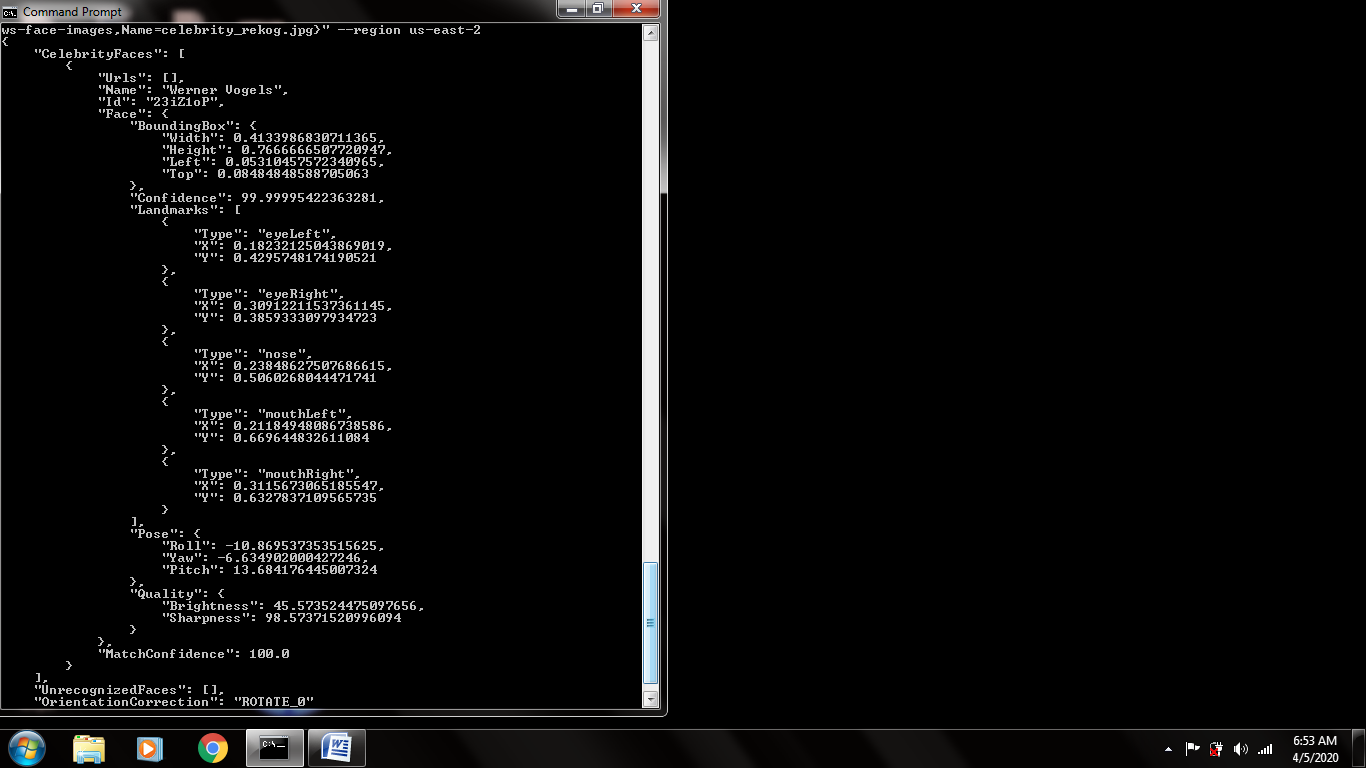 Command Prompt
ws-face-images,Name=celebrity_rekog.jpg}" --region us-east-2
{
    "CelebrityFaces": [
        {
            "Urls": [],
            "Name": "Werner Vogels",
            "Id": "23iZ1oP",
            "Face": {
                "BoundingBox": {
                    "Width": 0.4133986830711365,
                    "Height": 0.7666666507720947,
                    "Left": 0.05310457572340965,
                    "Top": 0.08484848588705063
                },
                "Confidence": 99.99995422363281,
                "Landmarks": [
                    {
                        "Type": "eyeLeft",
                        "X": 0.18232125043869019,
                        "Y": 0.4295748174190521
                    },
                    {
                        "Type": "eyeRight",
                        "X": 0.30912211537361145,
                        "Y": 0.3859333097934723
                    },
                    {
                        "Type": "nose",
                        "X": 0.23848627507686615,
                        "Y": 0.5060268044471741
                    },
                    {
                        "Type": "mouthLeft",
                        "X": 0.21184948086738586,
                        "Y": 0.669644832611084
                    },
                    {
                        "Type": "mouthRight",
                        "X": 0.3115673065185547,
                        "Y": 0.6327837109565735
                    }
                ],
                "Pose": {
                    "Roll": -10.869537353515625,
                    "Yaw": -6.634902000427246,
                    "Pitch": 13.684176445007324
                },
                "Quality": {
                    "Brightness": 45.573524475097656,
                    "Sharpness": 98.57371520996094
                }
            },
            "MatchConfidence": 100.0
        }
    ],
    "UnrecognizedFaces": [],
    "OrientationCorrection": "ROTATE_0"
6:53 AM
4/5/2020